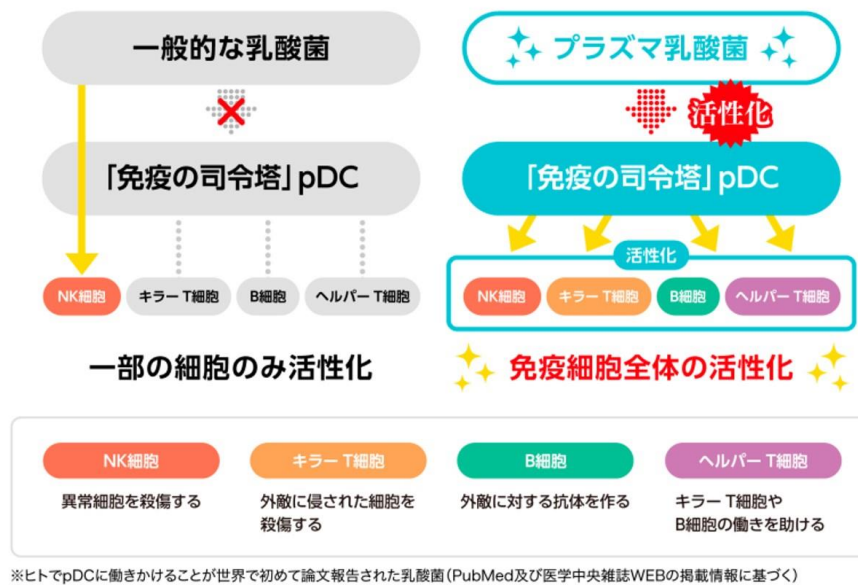 一般的な乳酸菌
「免疫の司令塔」pDC
NK細胞
キラーT細胞
B細胞
ヘルパーT細胞
一部の細胞のみ活性化
プラズマ乳酸菌
活性化
「免疫の司令塔」pDC
活性化
NK細胞
キラーT細胞
B細胞
ヘルパーT細胞
免疫細胞全体の活性化
NK細胞
異常細胞を殺傷する
キラーT細胞
外敵に侵された細胞を
殺傷する
B細胞
外敵に対する抗体を作る
ヘルパーT細胞
キラーT細胞や
B細胞の働きを助ける
※ヒトでpDCに働きかけることが世界で初めて論文報告された乳酸菌(PubMed及び医学中央雑誌WEBの掲載情報に基づく)